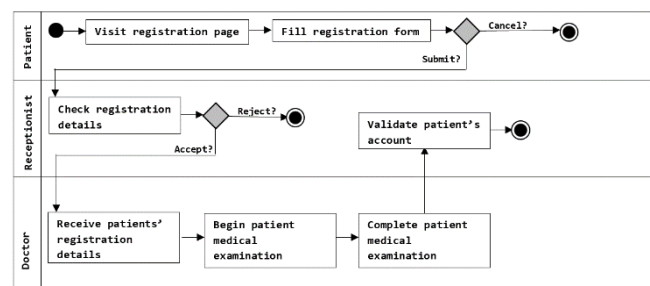 Patient
Visit registration page
Fill registration form
Cancel?
Submit?
Receptionist
Check registration
details
Reject?
Accept?
Validate patient's
account
Doctor
Receive patients'
registration
details
Begin patient
medical
examination
Complete patient
medical
examination